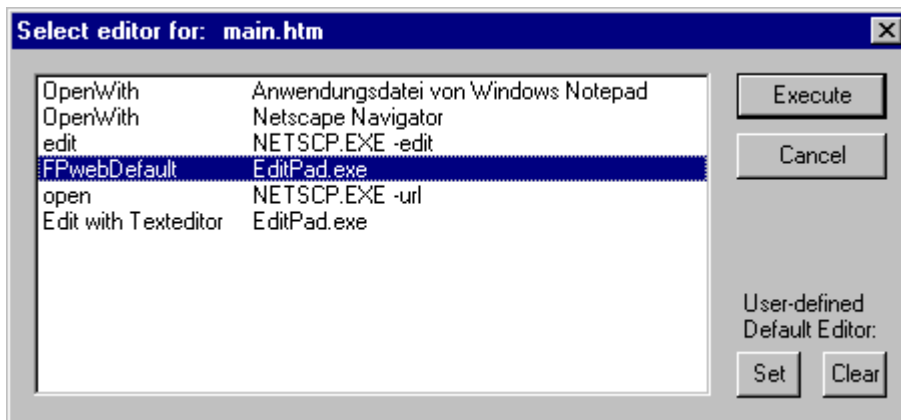 Select editor for: main.htm
OpenWith Anwendungsdatei von Windows Notepad
OpenWith Netscape Navigator
edit NETSCP.EXE -edit
FPwebDefault EditPad.exe
open NETSCP.EXE -url
Edit with Texteditor EditPad.exe
Execute
Cancel
User-defined
Default Editor:
Set Clear